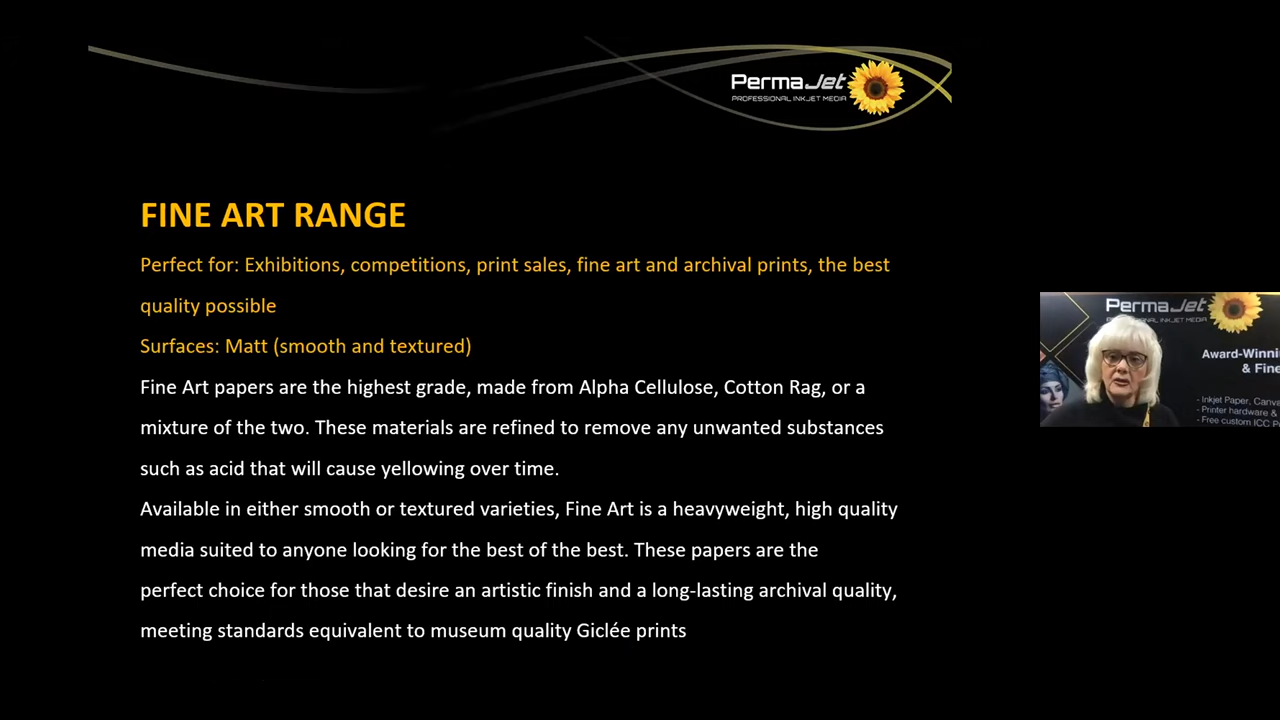 PermaJet
PROFESSIONAL INKJET MEDIA
FINE ART RANGE
Perfect for: Exhibitions, competitions, print sales, fine art and archival prints, the best
quality possible
Surfaces: Matt (smooth and textured)
Fine Art papers are the highest grade, made from Alpha Cellulose, Cotton Rag, or a
mixture of the two. These materials are refined to remove any unwanted substances
such as acid that will cause yellowing over time.
Available in either smooth or textured varieties, Fine Art is a heavyweight, high quality
media suited to anyone looking for the best of the best. These papers are the
perfect choice for those that desire an artistic finish and a long-lasting archival quality,
meeting standards equivalent to museum quality Giclée prints
PermaJet
INKJET MEDIA
& Fine
- Inkjet Paper,
- Printer hardware &
- Free custom ICC